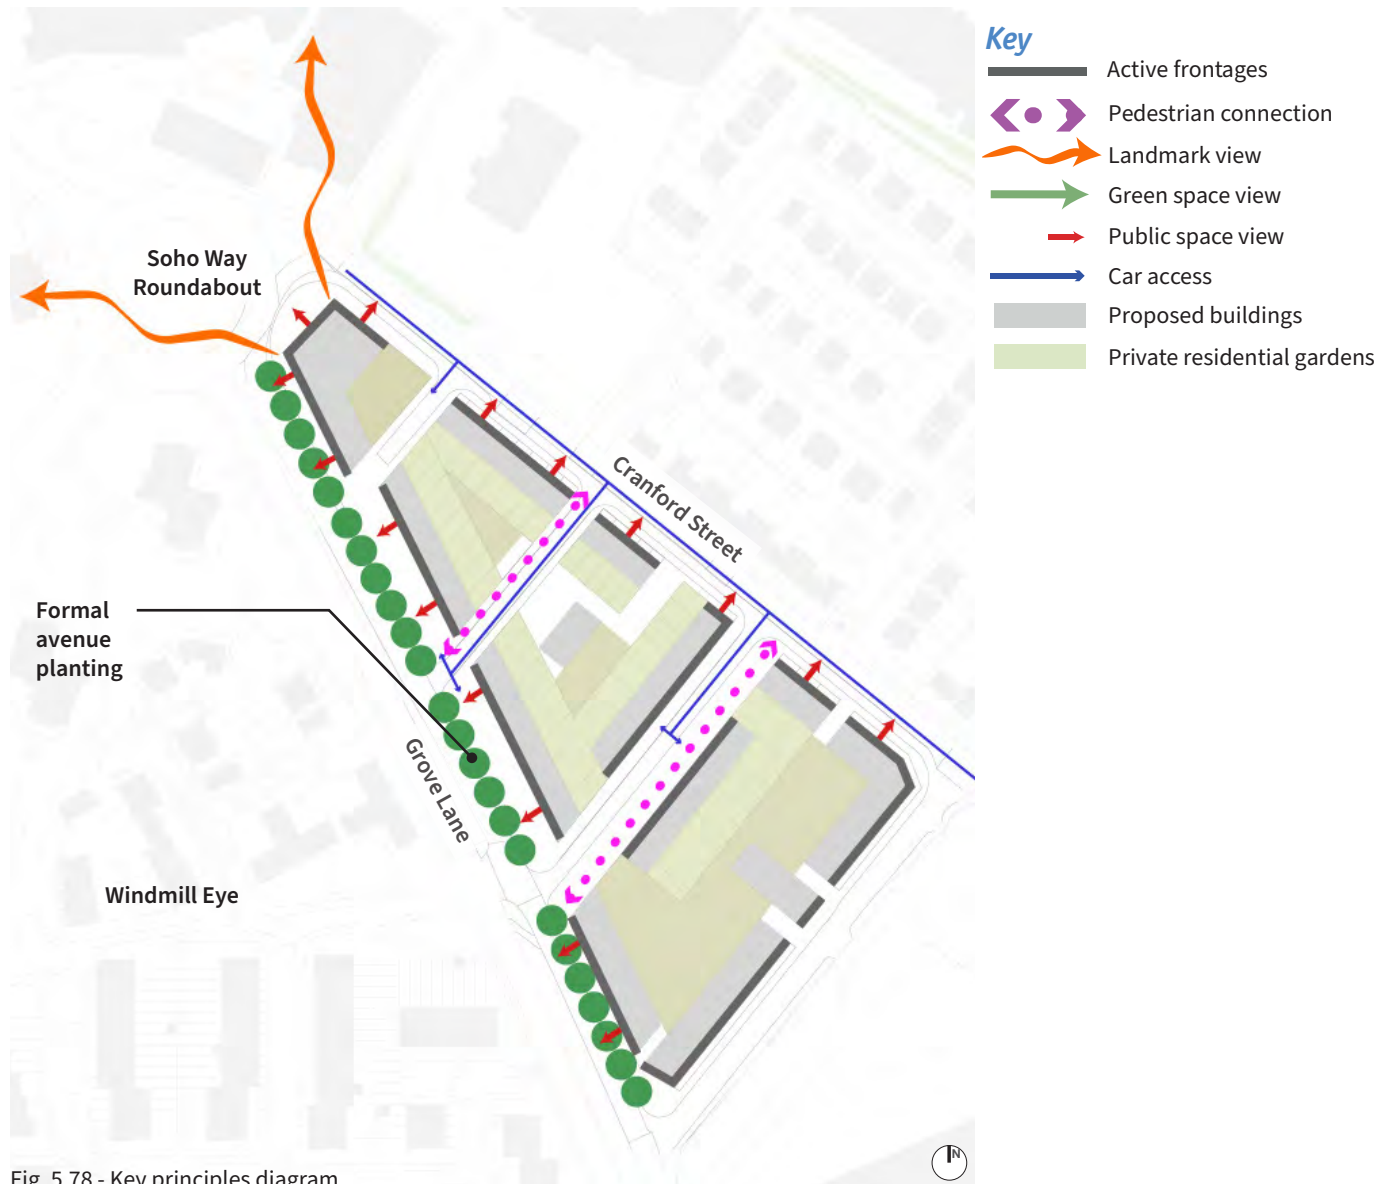 Key
Active frontages
Pedestrian connection
Landmark view
Green space view
Public space view
Car access
Proposed buildings
Private residential gardens
Soho Way
Roundabout
Cranford Street
Formal
avenue
planting
Grove Lane
Windmill Eye
N
Fig. 5.78 - Key principles diagram